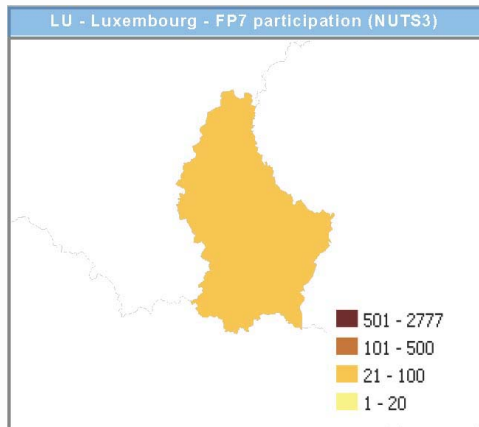 LU - Luxembourg - FP7 participation (NUTS3)
501 - 2777
101 - 500
21 - 100
1 - 20